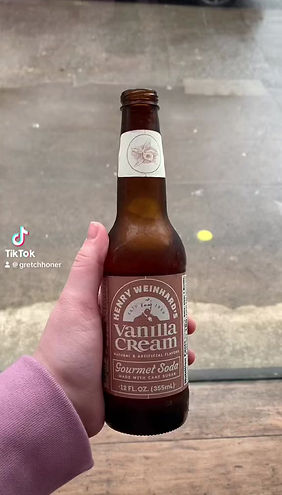 TikTok
@gretchhoner
HENRY WEINHARD'S
Vanilla
CREAM
NATURAL & ARTIFICIAL FLAVORS
Gourmet Soda
MADE WITH CANE SUGAR
12 FL. OZ. (355mL)